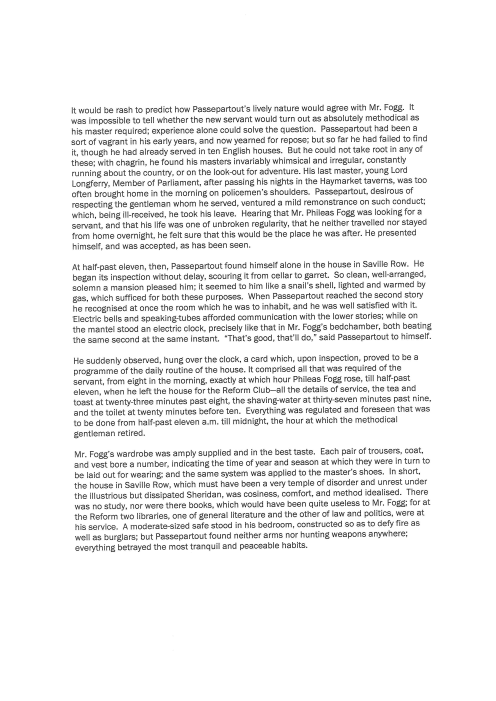 It would be rash to predict how Passepartout's lively nature would agree with Mr. Fogg.  It
was impossible to tell whether the new servant would turn out as absolutely methodical as
his master required; experience alone could solve the question.  Passepartout had been a
sort of vagrant in his early years, and now yearned for repose; but so far he had failed to find
it, though he had already served in ten English houses.  But he could not take root in any of
these; with chagrin, he found his masters invariably whimsical and irregular, constantly
running about the country, or on the look-out for adventure. His last master, young Lord
Longferry, Member of Parliament, after passing his nights in the Haymarket taverns, was too
often brought home in the morning on policemen's shoulders.  Passepartout, desirous of
respecting the gentleman whom he served, ventured a mild remonstrance on such conduct;
which, being ill-received, he took his leave.  Hearing that Mr. Phileas Fogg was looking for a
servant, and that his life was one of unbroken regularity, that he neither travelled nor stayed
from home overnight, he felt sure that this would be the place he was after. He presented
himself, and was accepted, as has been seen.

At half-past eleven, then, Passepartout found himself alone in the house in Saville Row.  He
began its inspection without delay, scouring it from cellar to garret.  So clean, well-arranged,
solemn a mansion pleased him; it seemed to him like a snail's shell, lighted and warmed by
gas, which sufficed for both these purposes.  When Passepartout reached the second story
he recognised at once the room which he was to inhabit, and he was well satisfied with it.
Electric bells and speaking-tubes afforded communication with the lower stories; while on
the mantel stood an electric clock, precisely like that in Mr. Fogg's bedchamber, both beating
the same second at the same instant.  "That's good, that'll do," said Passepartout to himself.

He suddenly observed, hung over the clock, a card which, upon inspection, proved to be a
programme of the daily routine of the house. It comprised all that was required of the
servant, from eight in the morning, exactly at which hour Phileas Fogg rose, till half-past
eleven, when he left the house for the Reform Club—all the details of service, the tea and
toast at twenty-three minutes past eight, the shaving-water at thirty-seven minutes past nine,
and the toilet at twenty minutes before ten.  Everything was regulated and foreseen that was
to be done from half-past eleven a.m. till midnight, the hour at which the methodical
gentleman retired.

Mr. Fogg's wardrobe was amply supplied and in the best taste.  Each pair of trousers, coat,
and vest bore a number, indicating the time of year and season at which they were in turn to
be laid out for wearing; and the same system was applied to the master's shoes.  In short,
the house in Saville Row, which must have been a very temple of disorder and unrest under
the illustrious but dissipated Sheridan, was cosiness, comfort, and method idealised.  There
was no study, nor were there books, which would have been quite useless to Mr. Fogg; for at
the Reform two libraries, one of general literature and the other of law and politics, were at
his service.  A moderate-sized safe stood in his bedroom, constructed so as to defy fire as
well as burglars; but Passepartout found neither arms nor hunting weapons anywhere;
everything betrayed the most tranquil and peaceable habits.